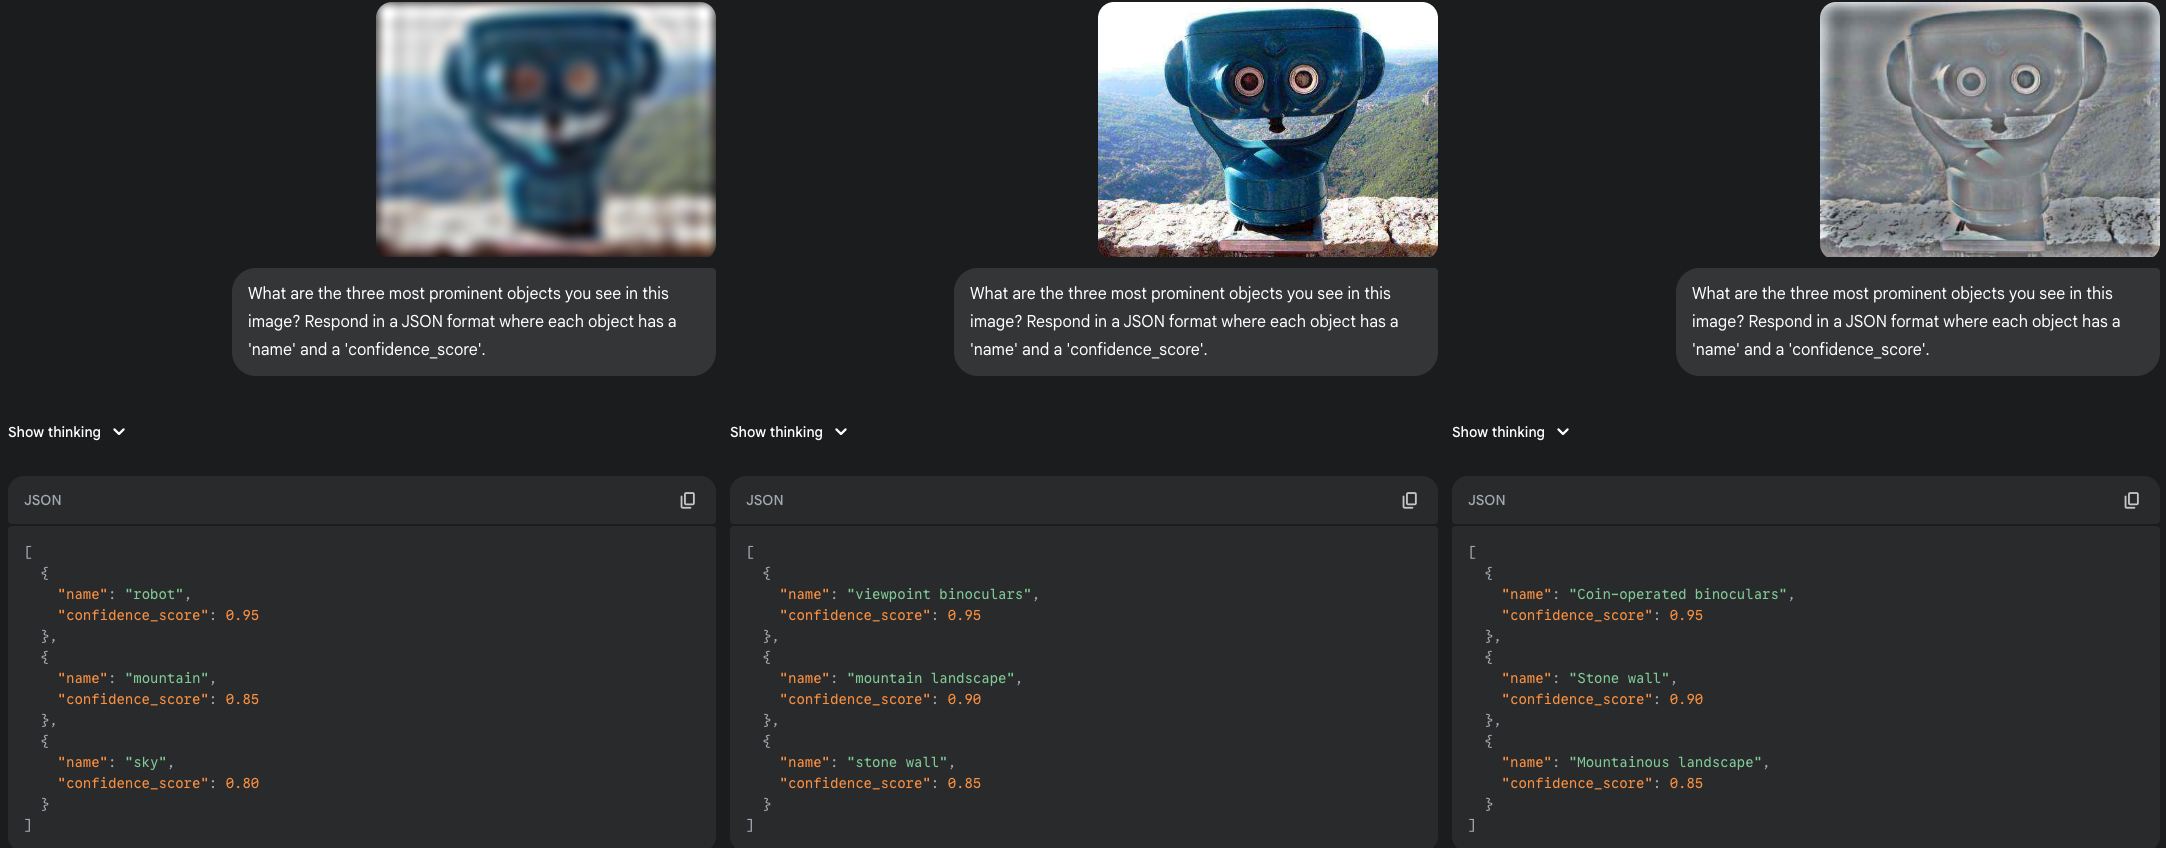 What are the three most prominent objects you see in this
image? Respond in a JSON format where each object has a
'name' and a 'confidence_score'.
Show thinking
JSON
[
  {
    "name": "robot",
    "confidence_score": 0.95
  },
  {
    "name": "mountain",
    "confidence_score": 0.85
  },
  {
    "name": "sky",
    "confidence_score": 0.80
  }
]
What are the three most prominent objects you see in this
image? Respond in a JSON format where each object has a
'name' and a 'confidence_score'.
Show thinking
JSON
[
  {
    "name": "viewpoint binoculars",
    "confidence_score": 0.95
  },
  {
    "name": "mountain landscape",
    "confidence_score": 0.90
  },
  {
    "name": "stone wall",
    "confidence_score": 0.85
  }
]
What are the three most prominent objects you see in this
image? Respond in a JSON format where each object has a
'name' and a 'confidence_score'.
Show thinking
JSON
[
  {
    "name": "Coin-operated binoculars",
    "confidence_score": 0.95
  },
  {
    "name": "Stone wall",
    "confidence_score": 0.90
  },
  {
    "name": "Mountainous landscape",
    "confidence_score": 0.85
  }
]